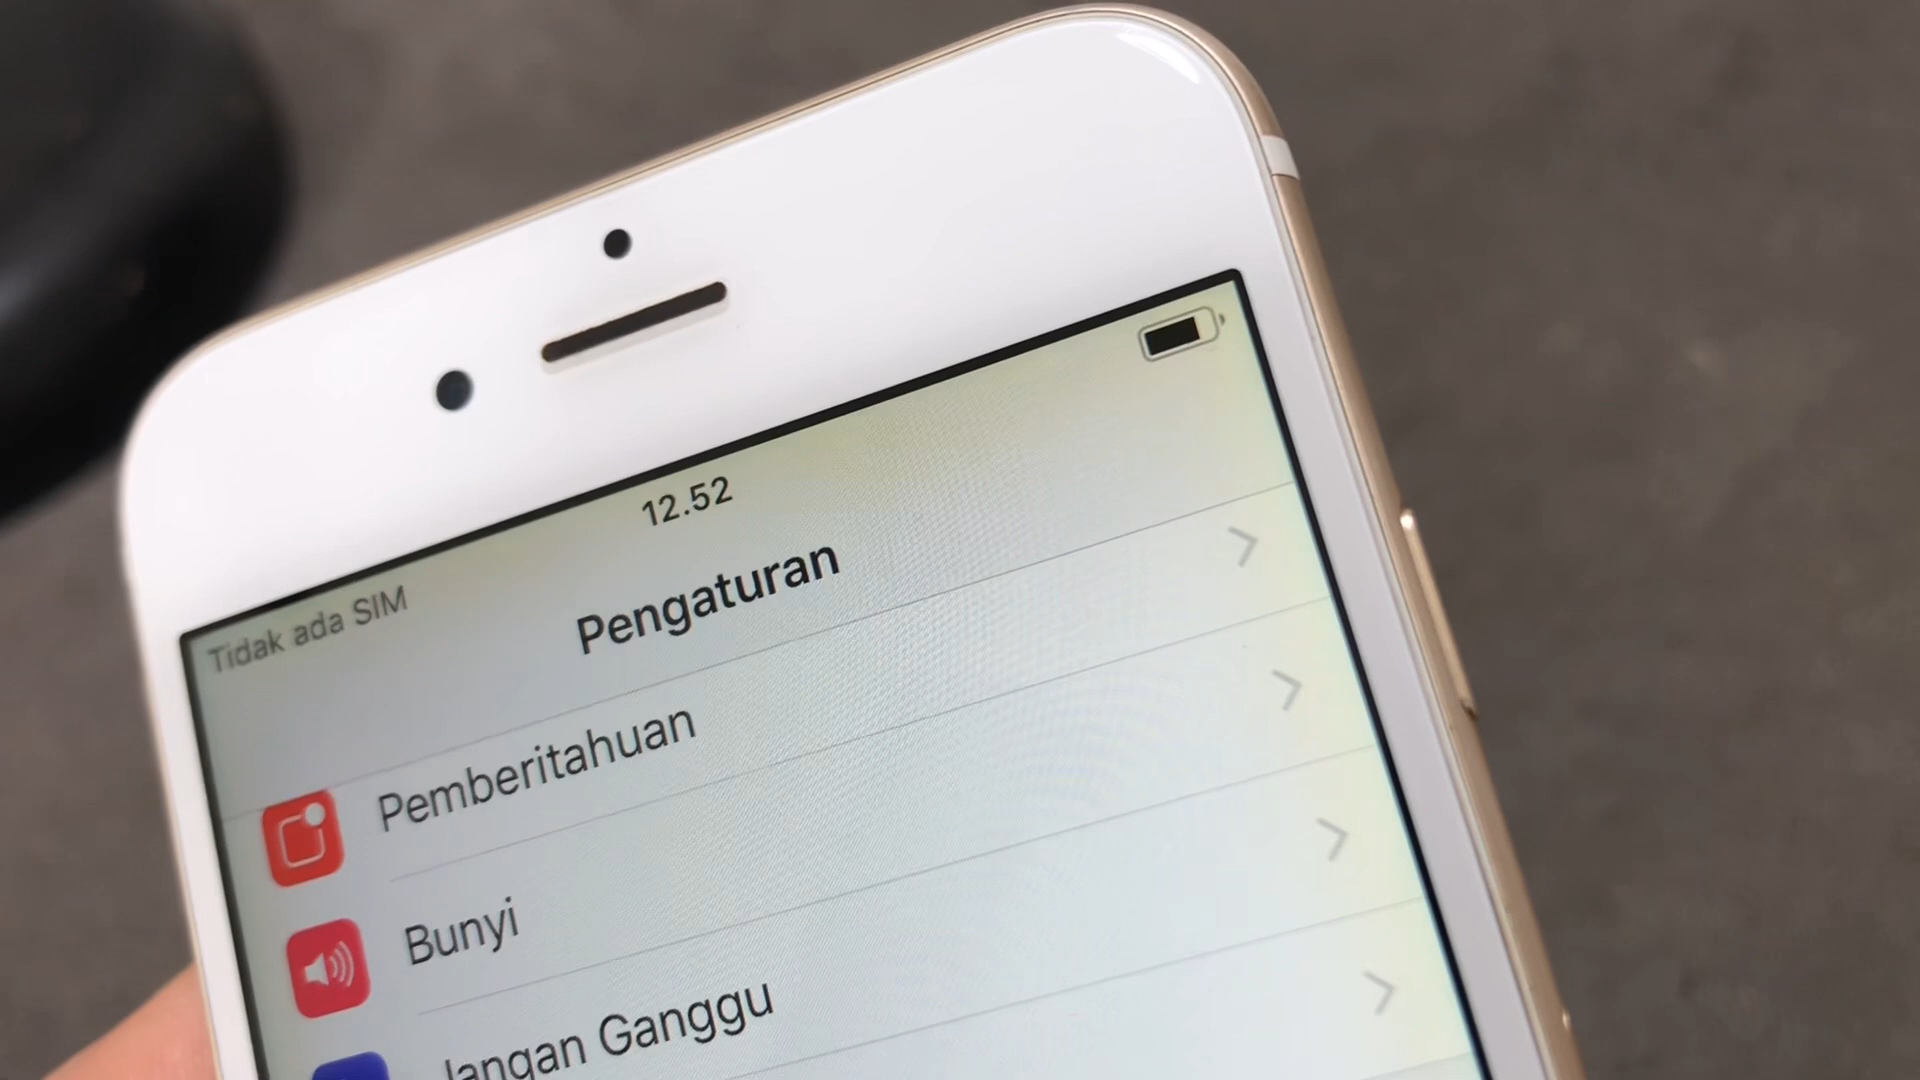 Tidak ada SIM
12.52
Pengaturan
Pemberitahuan
Bunyi
Jangan Ganggu